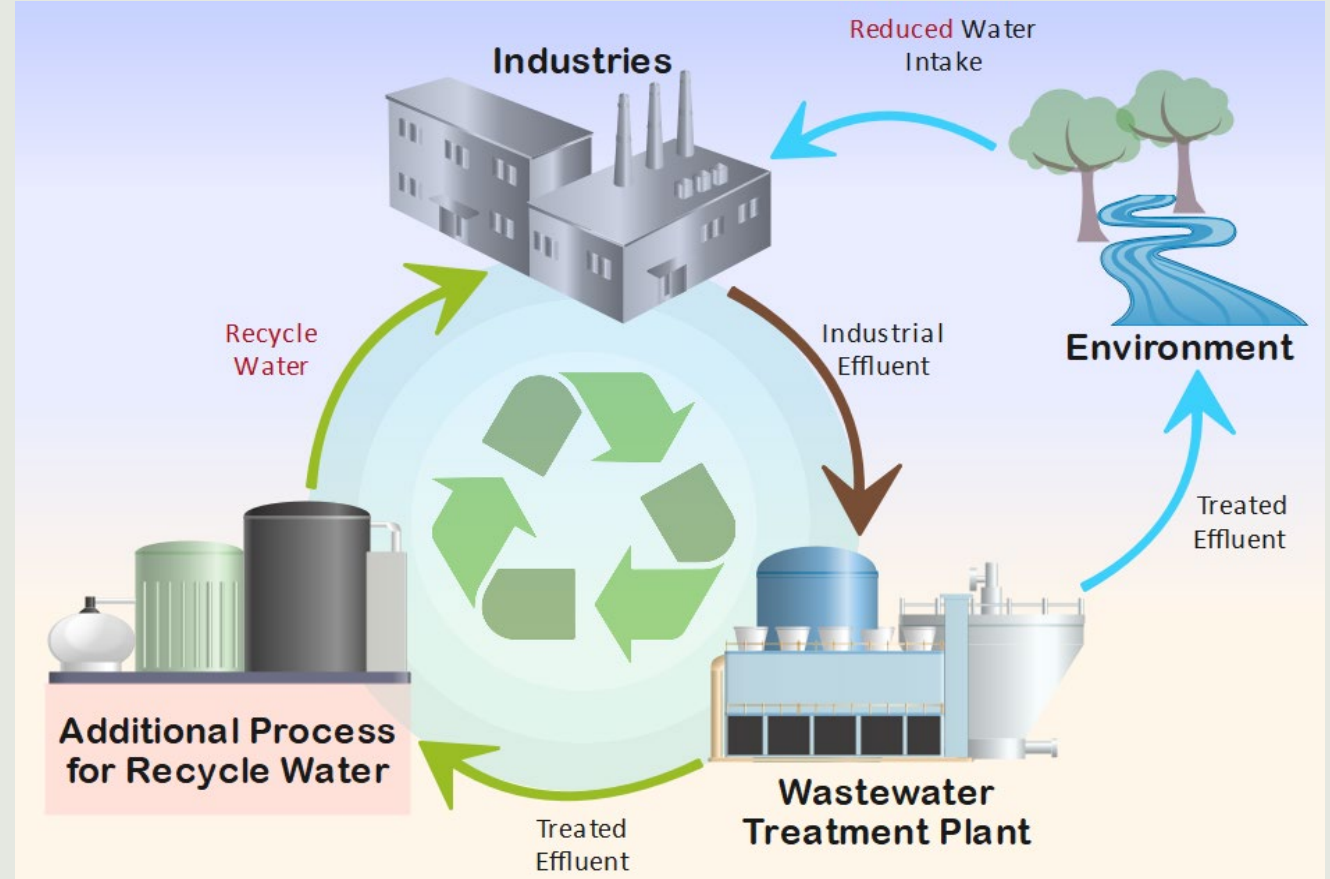 Reduced Water
Intake
Industries
Recycle
Water
Industrial
Effluent
Environment
Treated
Effluent
Additional Process
for Recycle Water
Wastewater
Treatment Plant
Treated
Effluent